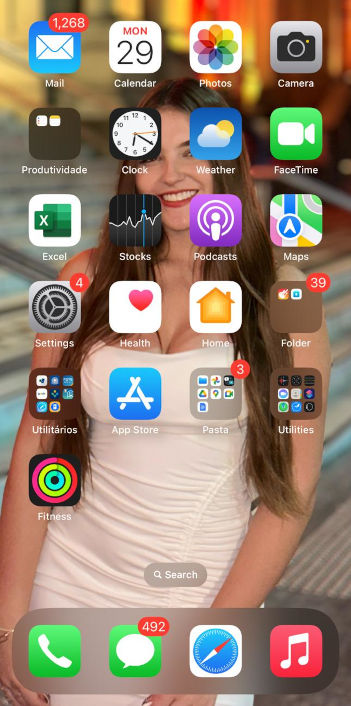 1,268
MON
29
Mail
Calendar
Photos
Camera
Produtividade
Clock
Weather
FaceTime
Excel
Stocks
Podcasts
Maps
4
39
Settings
Health
Home
Folder
3
Utilitários
App Store
Pasta
Utilities
Fitness
Search
492